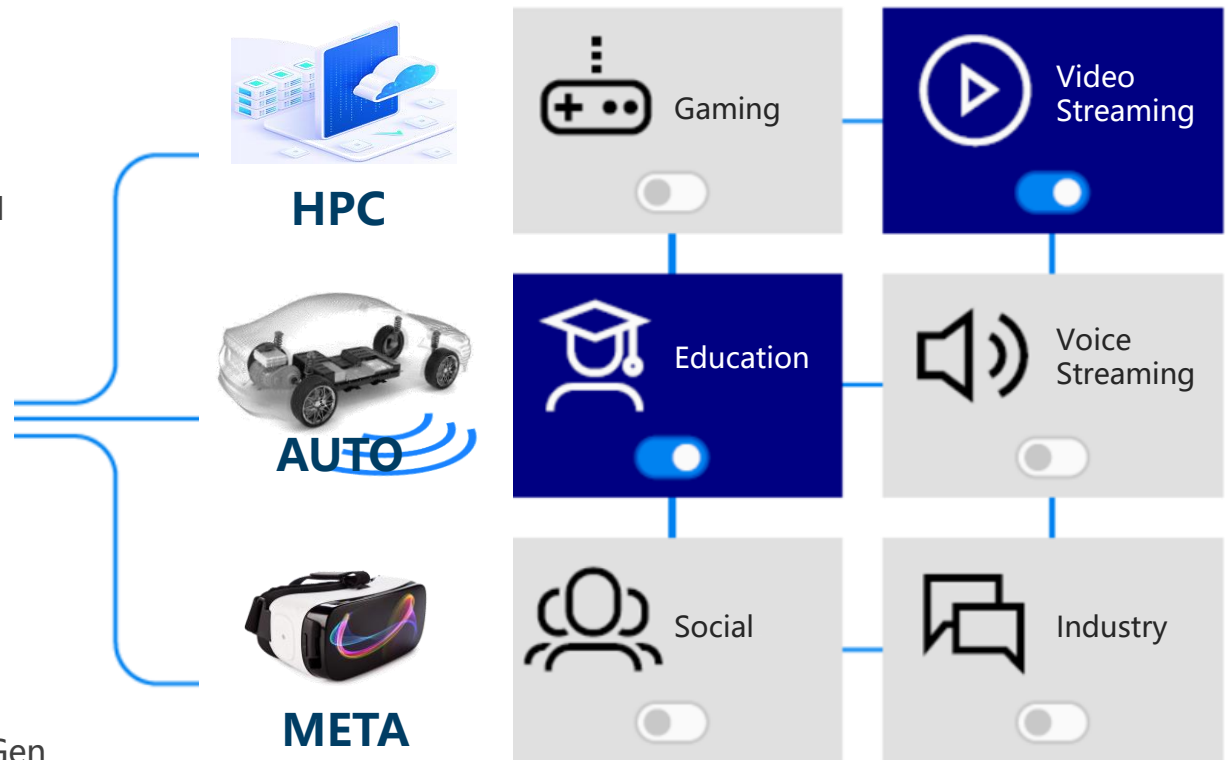 HPC
AUTO
META
Gaming
Video
Streaming
Education
Voice
Streaming
Social
Industry
Gen